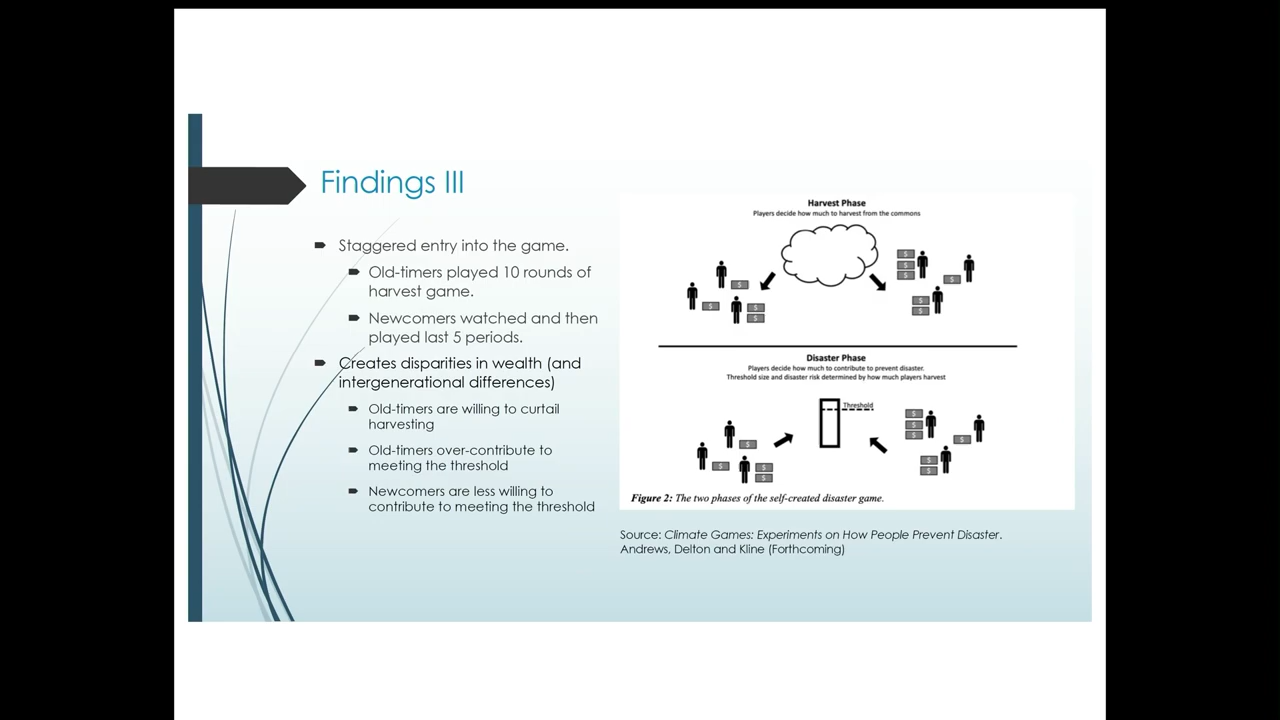 Findings III
Staggered entry into the game.
Old-timers played 10 rounds of
harvest game.
Newcomers watched and then
played last 5 periods.
Creates disparities in wealth (and
intergenerational differences)
Old-timers are willing to curtail
harvesting
Old-timers over-contribute to
meeting the threshold
Newcomers are less willing to
contribute to meeting the threshold
Harvest Phase
Players decide how much to harvest from the commons
$
$
$
$
$
$
$
$
$
$
Disaster Phase
Players decide how much to contribute to prevent disaster.
Threshold size and disaster risk determined by how much players harvest
Threshold
$
$
$
$
$
$
$
$
$
$
Figure 2: The two phases of the self-created disaster game.
Source: Climate Games: Experiments on How People Prevent Disaster.
Andrews, Delton and Kline (Forthcoming)